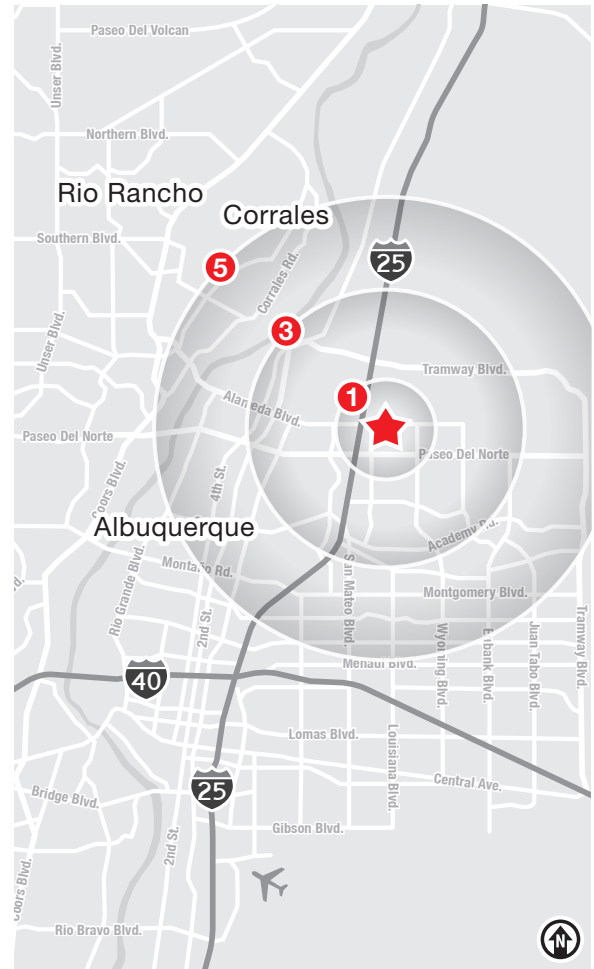 Paseo Del Volcan
Unser Blvd.
Northern Blvd.
Rio Rancho
Corrales
Southern Blvd.
25
5
Corrales Rd.
3
Unser Blvd.
Tramway Blvd.
1
Alameda Blvd.
Paseo Del Norte
Paseo Del Norte
Coors Blvd.
4th St.
Albuquerque
Academy Rd.
Montaño Rd.
San Mateo Blvd.
Montgomery Blvd.
Rio Grande Blvd.
2nd St.
Wyoming Blvd.
Eubank Blvd.
Juan Tabo Blvd.
Tramway Blvd.
Menaul Blvd.
40
Lomas Blvd.
Louisiana Blvd.
Central Ave.
25
Bridge Blvd.
Gibson Blvd.
2nd St.
Coors Blvd.
Rio Bravo Blvd.
N